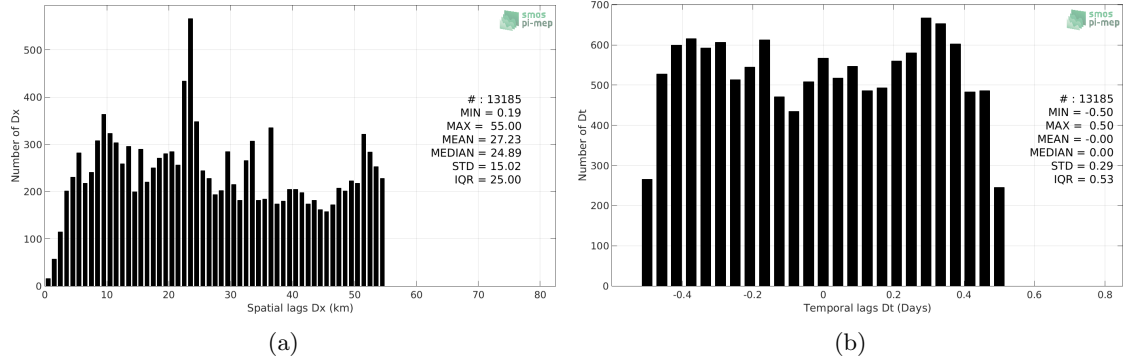 smos
pi-mep
500
400
300
200
100
0
Number of Dx
# : 13185
MIN = 0.19
MAX = 55.00
MEAN = 27.23
MEDIAN = 24.89
STD = 15.02
IQR = 25.00
0 10 20 30 40 50 60 70 80
Spatial lags Dx (km)
(a)
smos
pi-mep
700
600
500
400
300
200
100
0
Number of Dt
# : 13185
MIN = -0.50
MAX = 0.50
MEAN = -0.00
MEDIAN = 0.00
STD = 0.29
IQR = 0.53
-0.4 -0.2 0 0.2 0.4 0.6 0.8
Temporal lags Dt (Days)
(b)